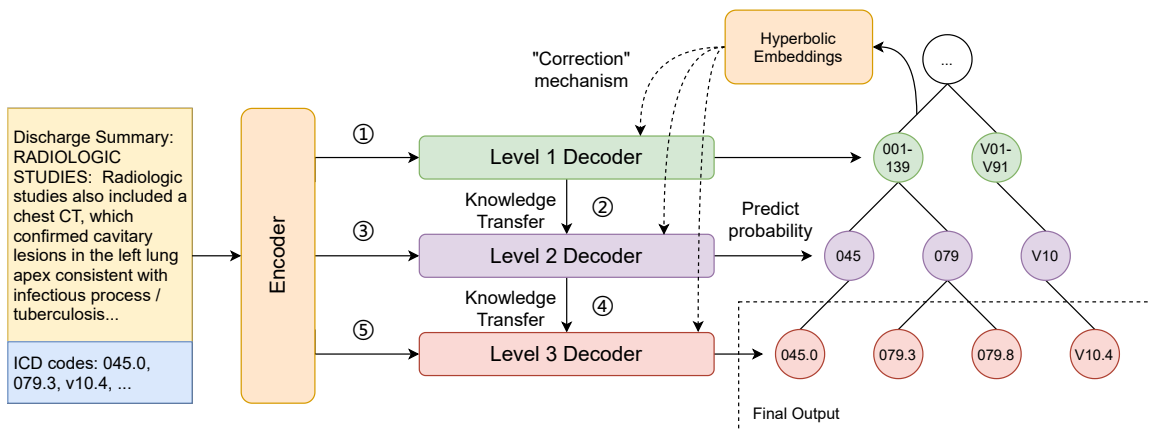 Discharge Summary:
RADIOLOGIC
STUDIES: Radiologic
studies also included a
chest CT, which
confirmed cavitary
lesions in the left lung
apex consistent with
infectious process /
tuberculosis...
ICD codes: 045.0,
079.3, v10.4, ...
Encoder
①
③
⑤
Level 1 Decoder
Knowledge
Transfer
②
Level 2 Decoder
Knowledge
Transfer
④
Level 3 Decoder
"Correction"
mechanism
Hyperbolic
Embeddings
Predict
probability
...
001-
139
V01-
V91
045
079
V10
045.0
079.3
079.8
V10.4
Final Output